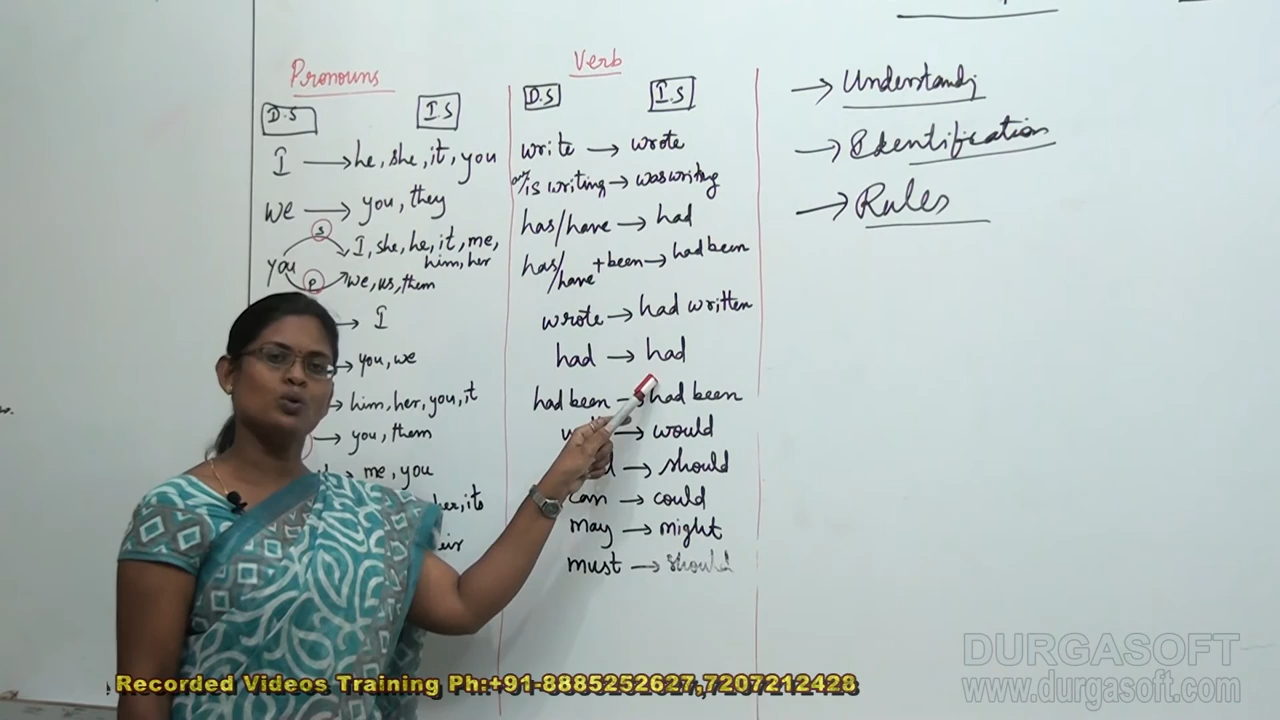 Pronouns
D.S I.S
I → he, she, it, you
we → you, they
S
you I, she, he, it, me,
him, her
P we, us, them
→ I
→ you, we
→ him, her, you, it
→ you, them
→ me, you
her, its
Verb
D.S I.S
write → wrote
is writing → was writing
has/have → had
has/have + been → had been
wrote → had written
had → had
had been → had been
→ would
→ should
can → could
may → might
must → should
→ Understandj
→ Identification
→ Rules
Recorded Videos Training Ph:+91-8885252627,7207212428
DURGASOFT
www.durgasoft.com